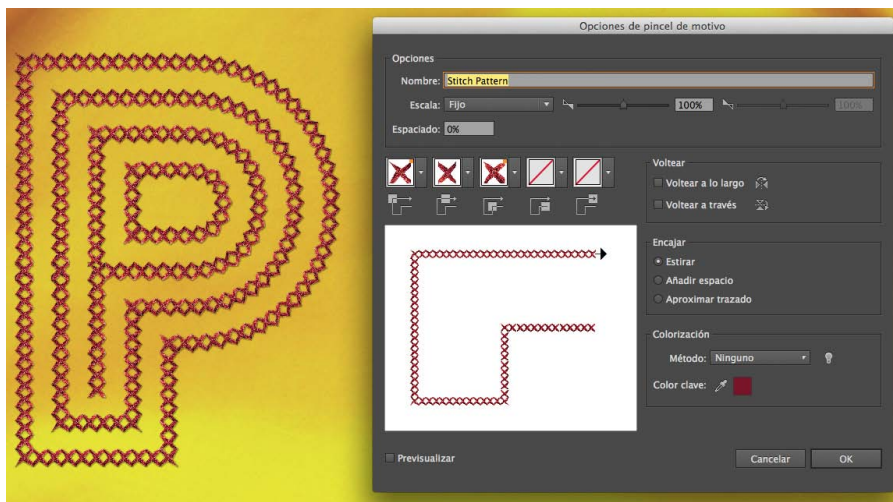 Opciones de pincel de motivo
Opciones
Nombre: Stitch Pattern
Escala: Fijo 100% 100%
Espaciado: 0%
Voltear
Voltear a lo largo
Voltear a través
Encajar
Estirar
Añadir espacio
Aproximar trazado
Colorización
Método: Ninguno
Color clave:
Previsualizar
Cancelar OK